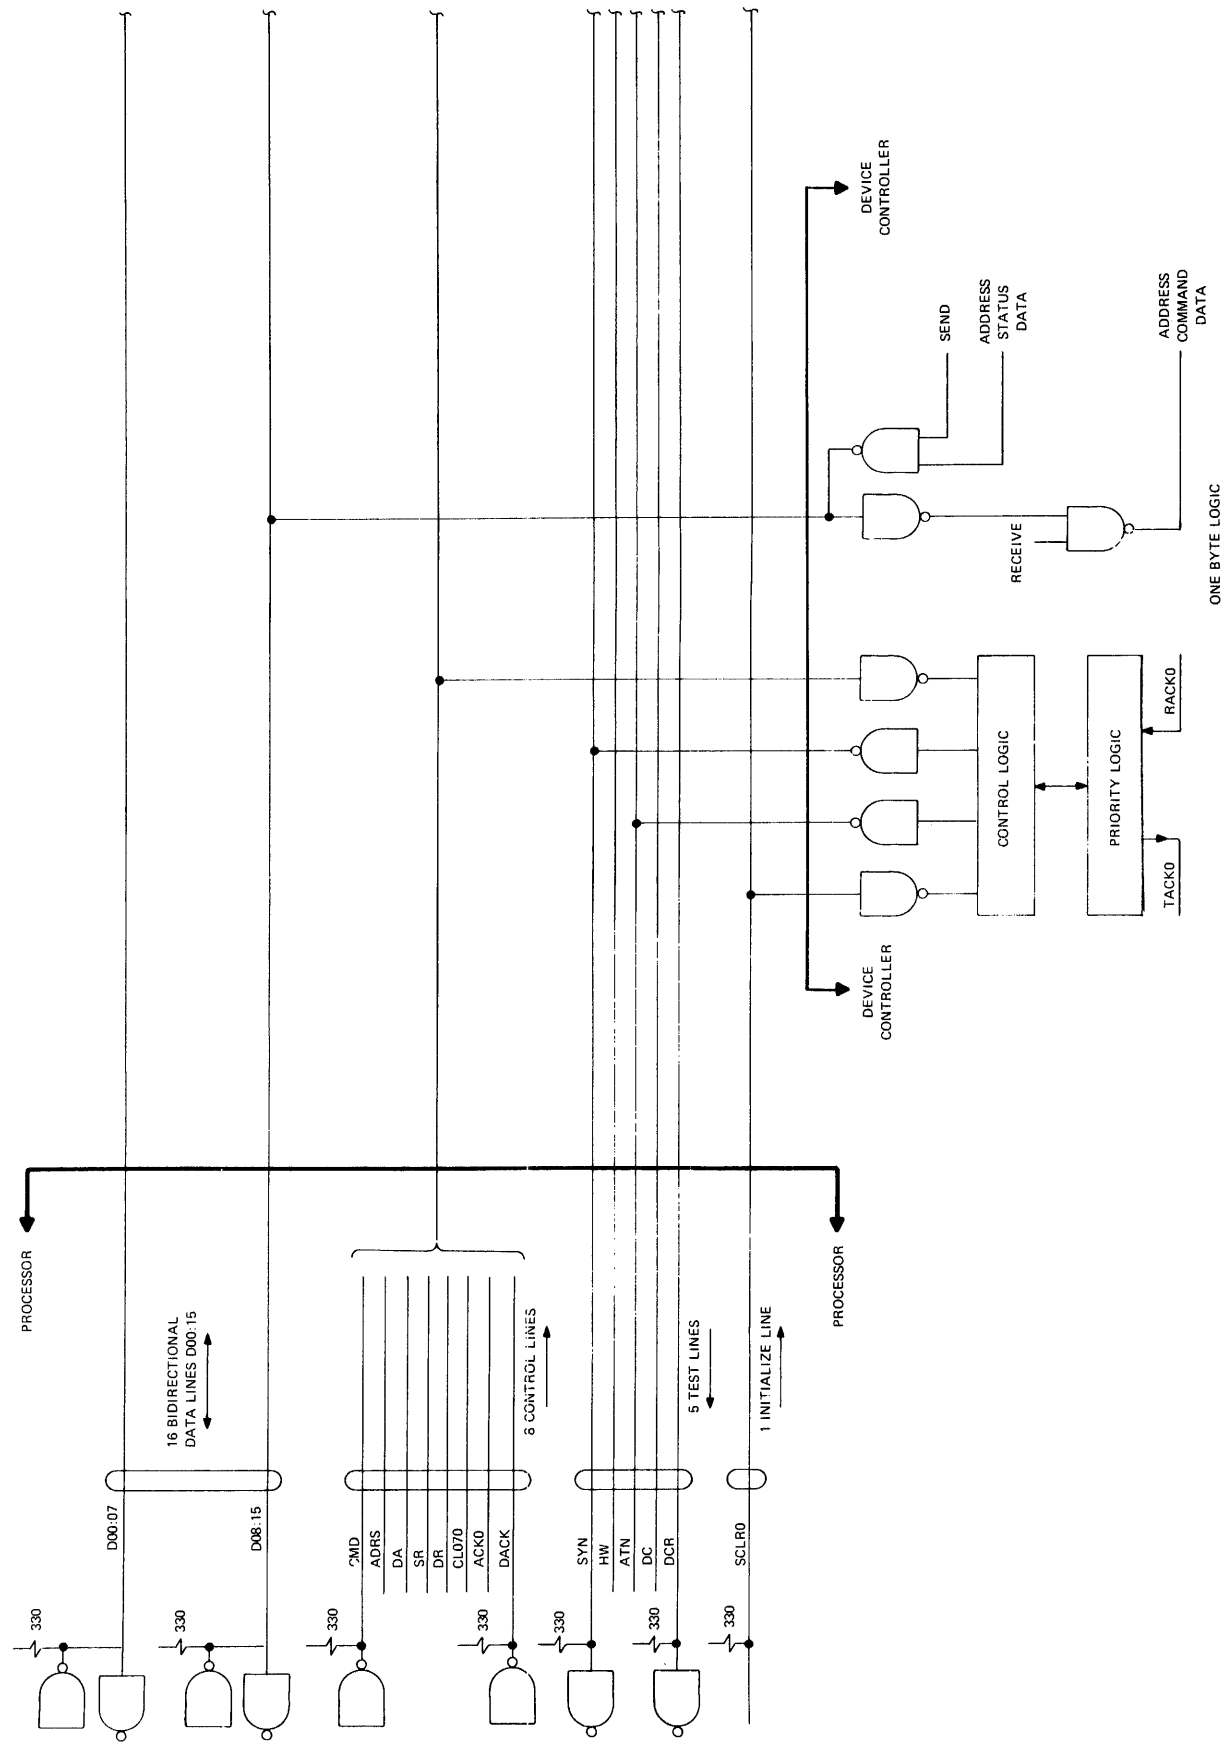 PROCESSOR
PROCESSOR
16 BIDIRECTIONAL
DATA LINES D00:15
8 CONTROL LINES
5 TEST LINES
1 INITIALIZE LINE
D00:07
D08:15
CMD
ADRS
DA
SR
DR
CL070
ACK0
DACK
SYN
HW
ATN
DC
DCR
SCLR0
330
330
330
330
330
330
330
DEVICE
CONTROLLER
DEVICE
CONTROLLER
SEND
ADDRESS
STATUS
DATA
ADDRESS
COMMAND
DATA
RECEIVE
CONTROL LOGIC
PRIORITY LOGIC
RACK0
TACK0
ONE BYTE LOGIC